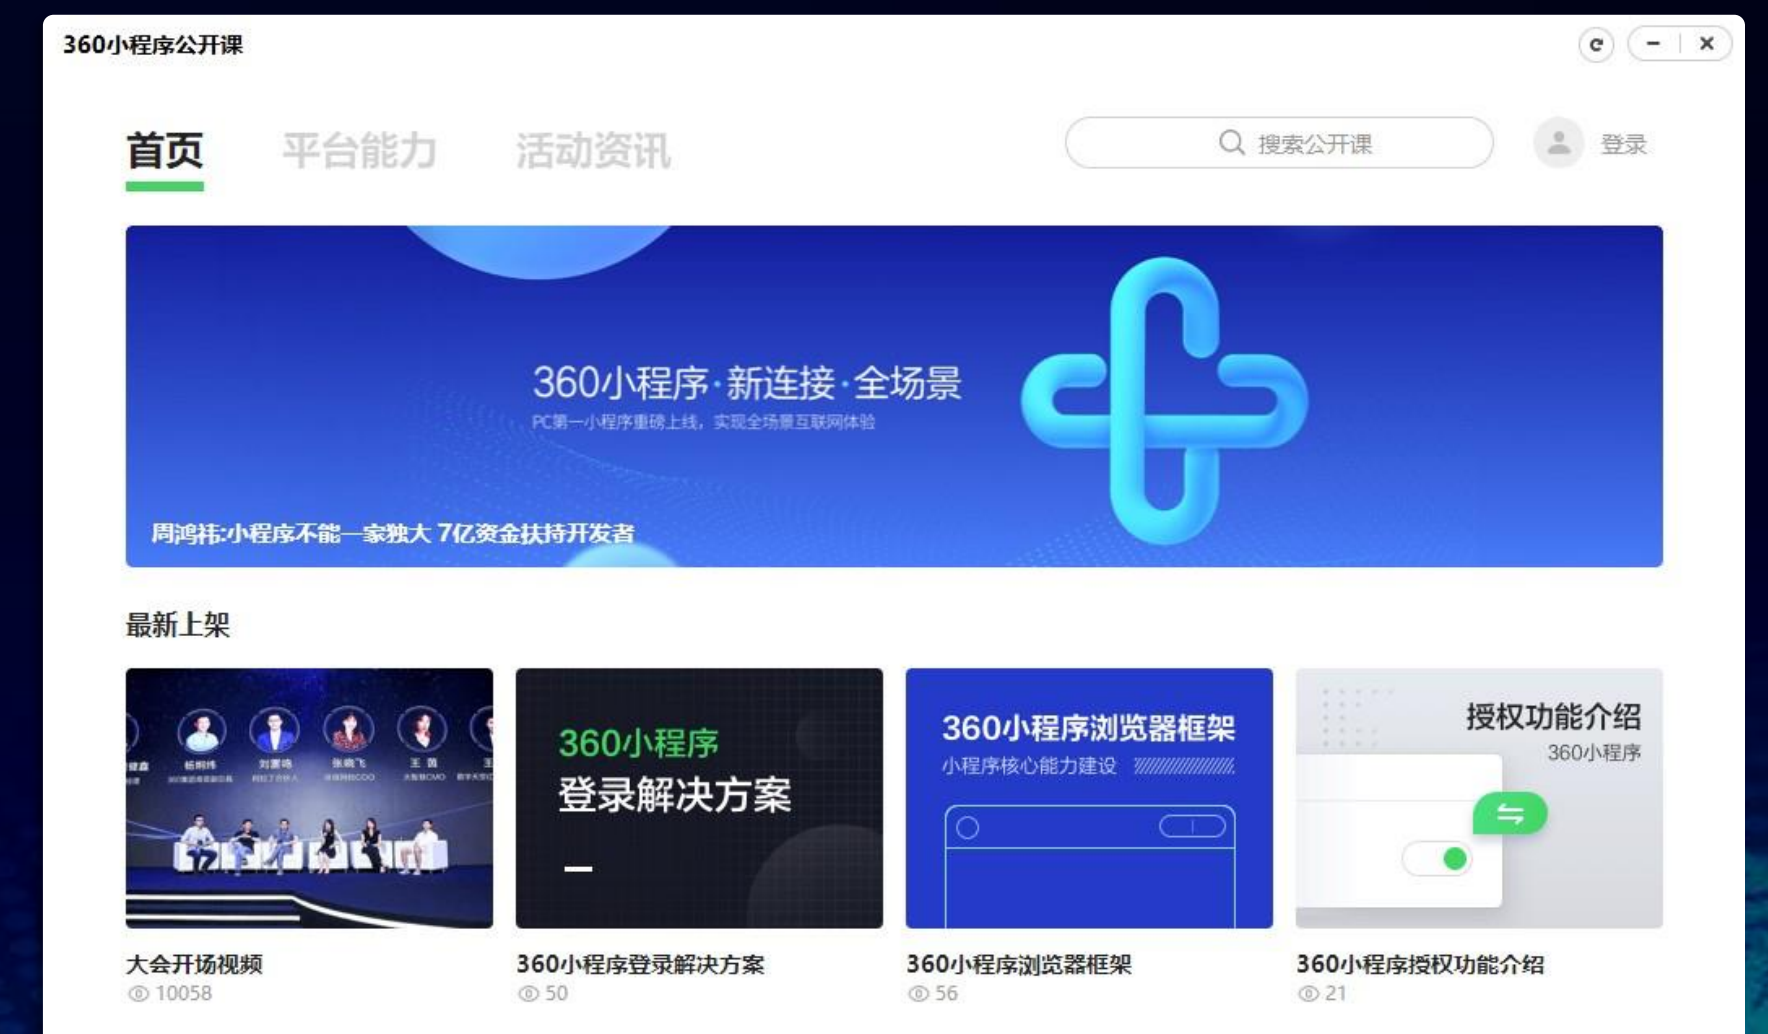 360小程序公开课
首页 平台能力 活动资讯 搜索公开课 登录
360小程序·新连接·全场景
PC第一小程序重磅上线，实现全场景互联网体验
周鸿祎:小程序不能一家独大 7亿资金扶持开发者
最新上架
360小程序
登录解决方案
360小程序浏览器框架
小程序核心能力建设
授权功能介绍
360小程序
大会开场视频
10058
360小程序登录解决方案
50
360小程序浏览器框架
56
360小程序授权功能介绍
21